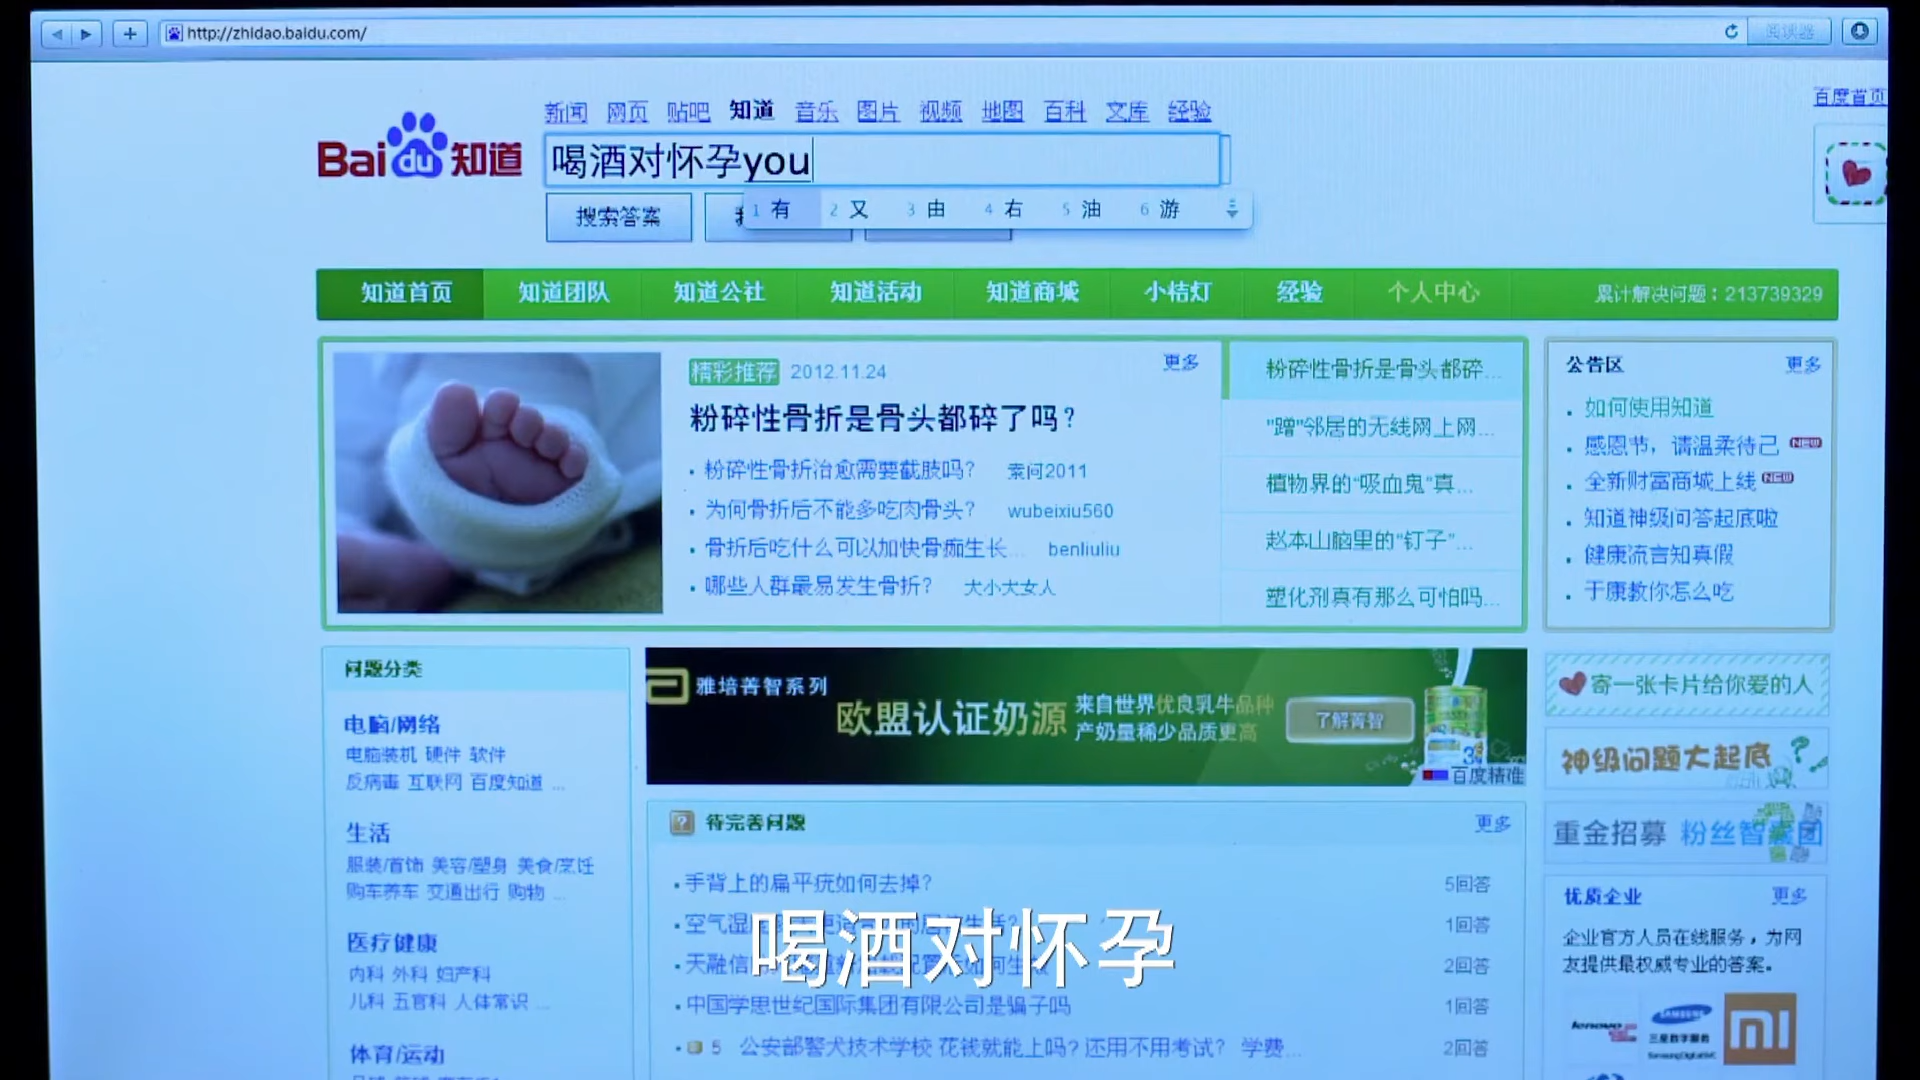 http://zhidao.baidu.com/
阅读器
百度首页
新闻 网页 贴吧 知道 音乐 图片 视频 地图 百科 文库 经验
Bai du 知道
喝酒对怀孕you
搜索答案
1 有 2 又 3 由 4 右 5 油 6 游
知道首页 知道团队 知道公社 知道活动 知道商城 小桔灯 经验 个人中心 累计解决问题：213739329
精彩推荐 2012.11.24 更多
粉碎性骨折是骨头都碎了吗？
粉碎性骨折治愈需要截肢吗？ 索问2011
为何骨折后不能多吃肉骨头？ wubeixiu560
骨折后吃什么可以加快骨痂生长... benliuliu
哪些人群最易发生骨折？ 犬小犬女人
粉碎性骨折是骨头都碎...
"蹭"邻居的无线网上网...
植物界的“吸血鬼”真...
赵本山脑里的“钉子”...
塑化剂真有那么可怕吗...
公告区 更多
如何使用知道
感恩节，请温柔待己 NEW
全新财富商城上线 NEW
知道神级问答起底啦
健康流言知真假
于康教你怎么吃
问题分类
电脑/网络
电脑装机 硬件 软件
反病毒 互联网 百度知道 ...
生活
服装/首饰 美容/塑身 美食/烹饪
购车养车 交通出行 购物 ...
医疗健康
内科 外科 妇产科
儿科 五官科 人体常识 ...
体育/运动
雅培菁智系列
欧盟认证奶源
来自世界优良乳牛品种
产奶量稀少品质更高
了解菁智
百度精准
待完善问题 更多
手背上的扁平疣如何去掉？ 5回答
空气湿 1回答
天融信 2回答
中国学思世纪国际集团有限公司是骗子吗 1回答
5 公安部警犬技术学校 花钱就能上吗？还用不用考试？ 学费... 2回答
喝酒对怀孕
寄一张卡片给你爱的人
神级问题大起底
重金招募 粉丝智囊团
优质企业 更多
企业官方人员在线服务，为网
友提供最权威专业的答案。
lenovo
SAMSUNG
三星数字服务